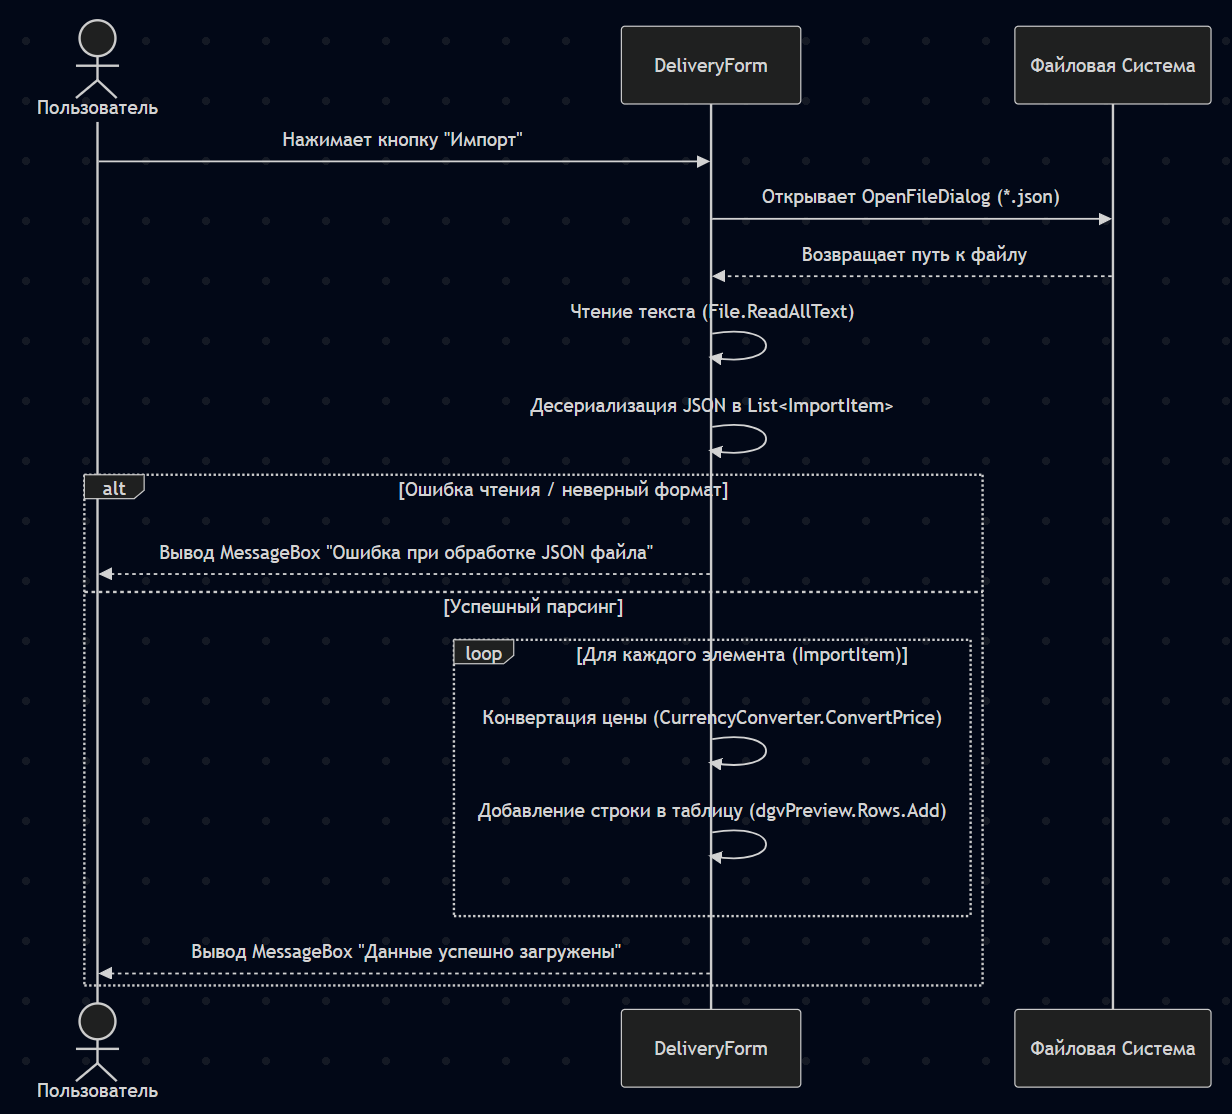 Пользователь
DeliveryForm
Файловая Система
Нажимает кнопку "Импорт"
Открывает OpenFileDialog (*.json)
Возвращает путь к файлу
Чтение текста (File.ReadAllText)
Десериализация JSON в List<ImportItem>
alt
[Ошибка чтения / неверный формат]
Вывод MessageBox "Ошибка при обработке JSON файла"
[Успешный парсинг]
loop
[Для каждого элемента (ImportItem)]
Конвертация цены (CurrencyConverter.ConvertPrice)
Добавление строки в таблицу (dgvPreview.Rows.Add)
Вывод MessageBox "Данные успешно загружены"
Пользователь
DeliveryForm
Файловая Система